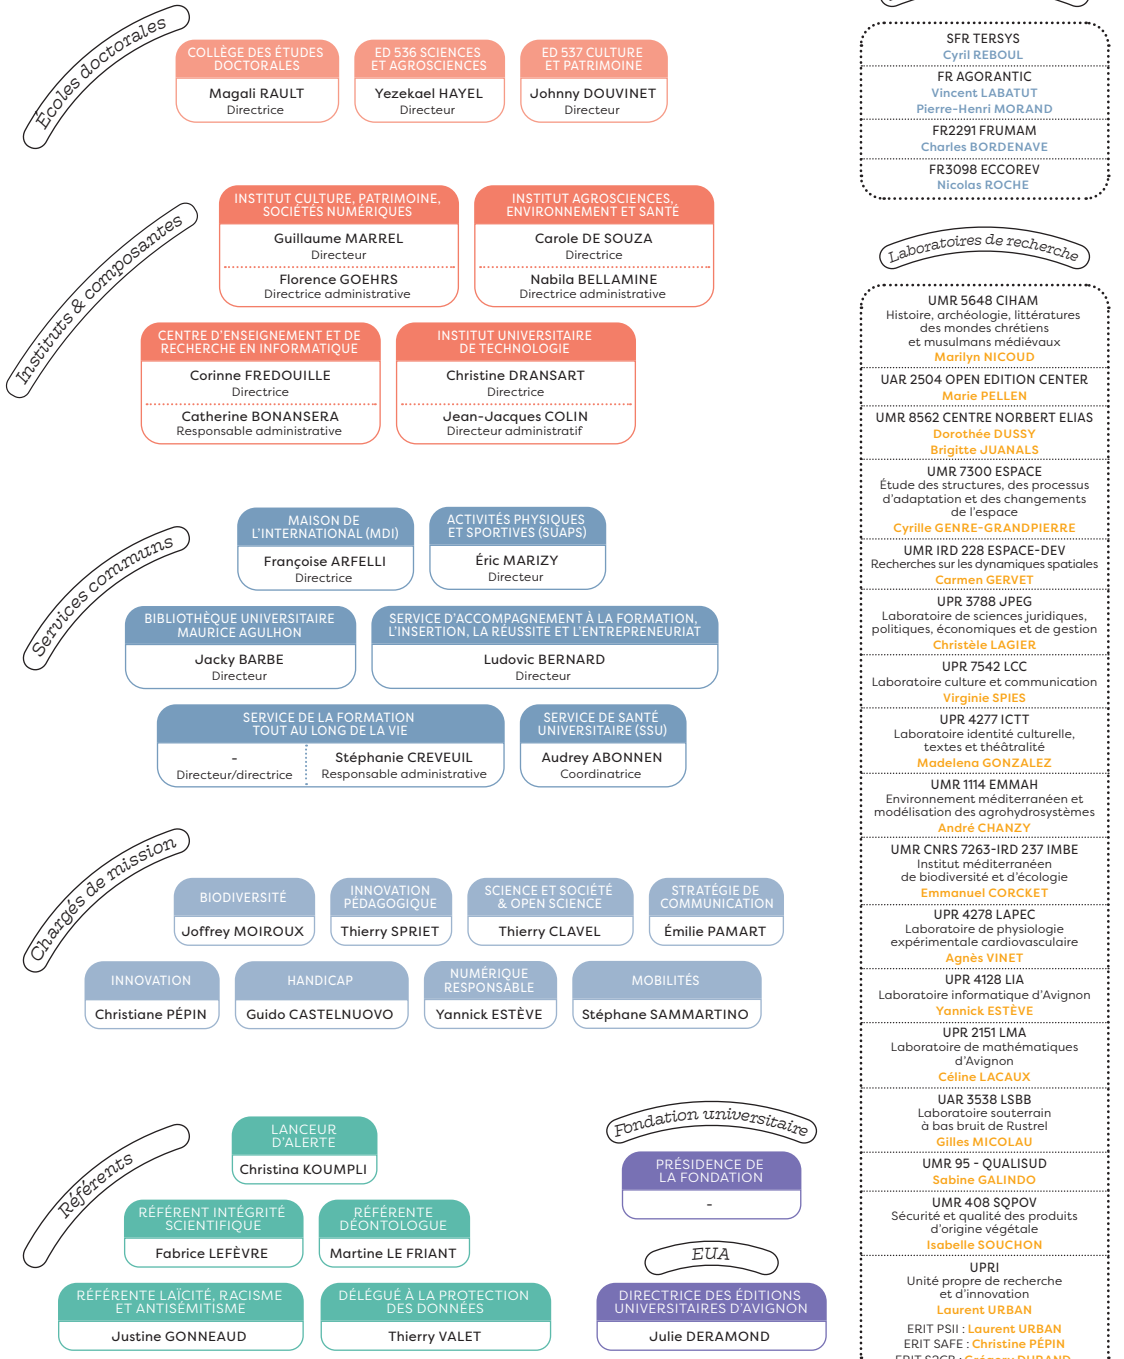 Écoles doctorales
COLLÈGE DES ÉTUDES
DOCTORALES
Magali RAULT
Directrice
ED 536 SCIENCES
ET AGROSCIENCES
Yezekael HAYEL
Directeur
ED 537 CULTURE
ET PATRIMOINE
Johnny DOUVINET
Directeur
Instituts & composantes
INSTITUT CULTURE, PATRIMOINE,
SOCIÉTÉS NUMÉRIQUES
Guillaume MARREL
Directeur
Florence GOEHRS
Directrice administrative
INSTITUT AGROSCIENCES,
ENVIRONNEMENT ET SANTÉ
Carole DE SOUZA
Directrice
Nabila BELLAMINE
Directrice administrative
CENTRE D'ENSEIGNEMENT ET DE
RECHERCHE EN INFORMATIQUE
Corinne FREDOUILLE
Directrice
Catherine BONANSERA
Responsable administrative
INSTITUT UNIVERSITAIRE
DE TECHNOLOGIE
Christine DRANSART
Directrice
Jean-Jacques COLIN
Directeur administratif
Services communs
MAISON DE
L'INTERNATIONAL (MDI)
Françoise ARFELLI
Directrice
ACTIVITÉS PHYSIQUES
ET SPORTIVES (SUAPS)
Éric MARIZY
Directeur
BIBLIOTHÈQUE UNIVERSITAIRE
MAURICE AGULHON
Jacky BARBE
Directeur
SERVICE D'ACCOMPAGNEMENT À LA FORMATION,
L'INSERTION, LA RÉUSSITE ET L'ENTREPRENEURIAT
Ludovic BERNARD
Directeur
SERVICE DE LA FORMATION
TOUT AU LONG DE LA VIE
-
Directeur/directrice
Stéphanie CREVEUIL
Responsable administrative
SERVICE DE SANTÉ
UNIVERSITAIRE (SSU)
Audrey ABONNEN
Coordinatrice
Chargés de mission
BIODIVERSITÉ
Joffrey MOIROUX
INNOVATION
PÉDAGOGIQUE
Thierry SPRIET
SCIENCE ET SOCIÉTÉ
& OPEN SCIENCE
Thierry CLAVEL
STRATÉGIE DE
COMMUNICATION
Émilie PAMART
INNOVATION
Christiane PÉPIN
HANDICAP
Guido CASTELNUOVO
NUMÉRIQUE
RESPONSABLE
Yannick ESTÈVE
MOBILITÉS
Stéphane SAMMARTINO
Référents
LANCEUR
D'ALERTE
Christina KOUMPLI
RÉFÉRENT INTÉGRITÉ
SCIENTIFIQUE
Fabrice LEFÈVRE
RÉFÉRENTE
DÉONTOLOGUE
Martine LE FRIANT
RÉFÉRENTE LAÏCITÉ, RACISME
ET ANTISÉMITISME
Justine GONNEAUD
DÉLÉGUÉ À LA PROTECTION
DES DONNÉES
Thierry VALET
Fondation universitaire
PRÉSIDENCE DE
LA FONDATION
-
EUA
DIRECTRICE DES ÉDITIONS
UNIVERSITAIRES D'AVIGNON
Julie DERAMOND
SFR TERSYS
Cyril REBOUL
FR AGORANTIC
Vincent LABATUT
Pierre-Henri MORAND
FR2291 FRUMAM
Charles BORDENAVE
FR3098 ECCOREV
Nicolas ROCHE
Laboratoires de recherche
UMR 5648 CIHAM
Histoire, archéologie, littératures
des mondes chrétiens
et musulmans médiévaux
Marilyn NICOUD
UAR 2504 OPEN EDITION CENTER
Marie PELLEN
UMR 8562 CENTRE NORBERT ELIAS
Dorothée DUSSY
Brigitte JUANALS
UMR 7300 ESPACE
Étude des structures, des processus
d'adaptation et des changements
de l'espace
Cyrille GENRE-GRANDPIERRE
UMR IRD 228 ESPACE-DEV
Recherches sur les dynamiques spatiales
Carmen GERVET
UPR 3788 JPEG
Laboratoire de sciences juridiques,
politiques, économiques et de gestion
Christèle LAGIER
UPR 7542 LCC
Laboratoire culture et communication
Virginie SPIES
UPR 4277 ICTT
Laboratoire identité culturelle,
textes et théâtralité
Madelena GONZALEZ
UMR 1114 EMMAH
Environnement méditerranéen et
modélisation des agrohydrosystèmes
André CHANZY
UMR CNRS 7263-IRD 237 IMBE
Institut méditerranéen
de biodiversité et d'écologie
Emmanuel CORCKET
UPR 4278 LAPEC
Laboratoire de physiologie
expérimentale cardiovasculaire
Agnès VINET
UPR 4128 LIA
Laboratoire informatique d'Avignon
Yannick ESTÈVE
UPR 2151 LMA
Laboratoire de mathématiques
d'Avignon
Céline LACAUX
UAR 3538 LSBB
Laboratoire souterrain
à bas bruit de Rustrel
Gilles MICOLAU
UMR 95 - QUALISUD
Sabine GALINDO
UMR 408 SQPOV
Sécurité et qualité des produits
d'origine végétale
Isabelle SOUCHON
UPRI
Unité propre de recherche
et d'innovation
Laurent URBAN
ERIT PSII : Laurent URBAN
ERIT SAFE : Christine PÉPIN
ERIT S2CB : Grégory DURAND